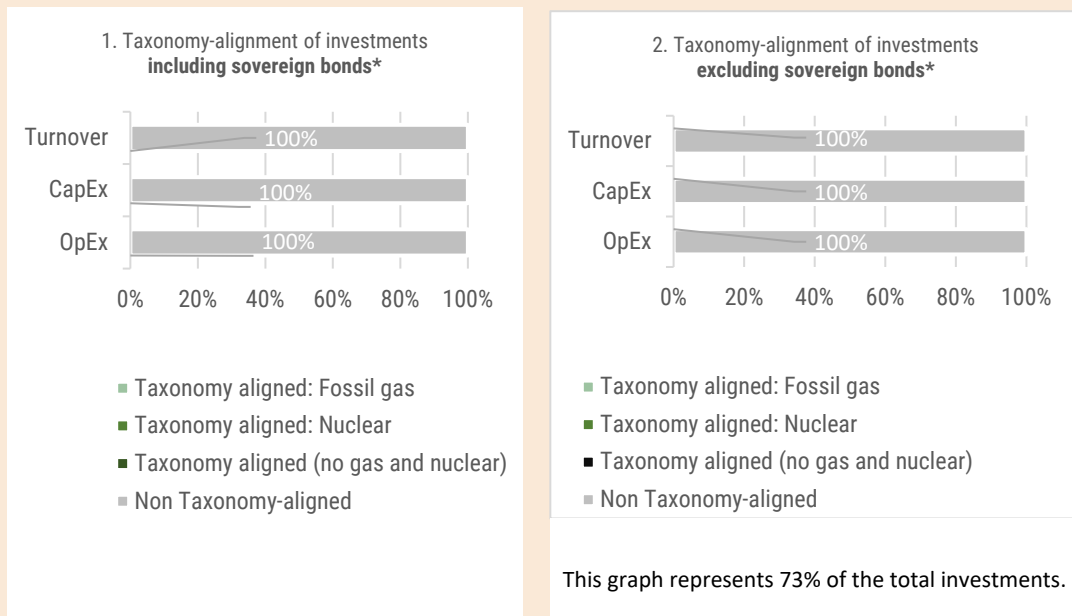 1. Taxonomy-alignment of investments
including sovereign bonds*
Turnover
100%
CapEx
100%
OpEx
100%
0% 20% 40% 60% 80% 100%
Taxonomy aligned: Fossil gas
Taxonomy aligned: Nuclear
Taxonomy aligned (no gas and nuclear)
Non Taxonomy-aligned
2. Taxonomy-alignment of investments
excluding sovereign bonds*
Turnover
100%
CapEx
100%
OpEx
100%
0% 20% 40% 60% 80% 100%
Taxonomy aligned: Fossil gas
Taxonomy aligned: Nuclear
Taxonomy aligned (no gas and nuclear)
Non Taxonomy-aligned
This graph represents 73% of the total investments.